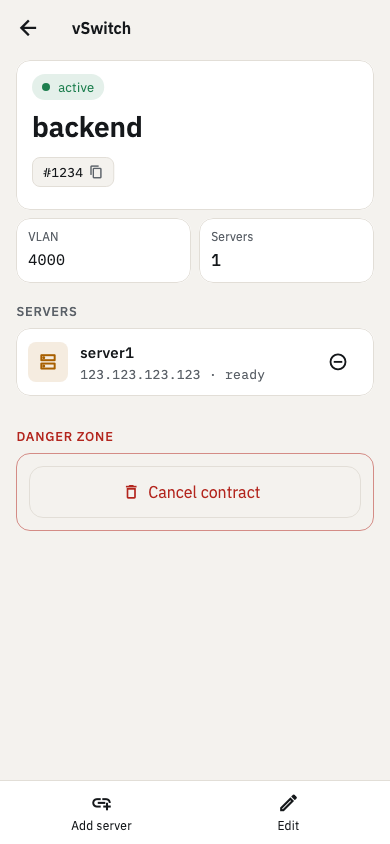 vSwitch
active
backend
#1234
VLAN
4000
Servers
1
SERVERS
server1
123.123.123.123 · ready
DANGER ZONE
Cancel contract
Add server
Edit